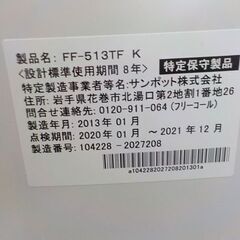 製品名: FF-513TF K
<設計標準使用期間 8年> 特定保守製品
特定製造事業者等名:サンポット株式会社
住所:岩手県花巻市北湯口第2地割1番地26
問合せ連絡先:0120-911-064(フリーコール)
製造年月: 2013年01月
点検期間: 2020年01月 ～ 2021年12月
製造番号: 104228-2027208
a1042282027208201301a